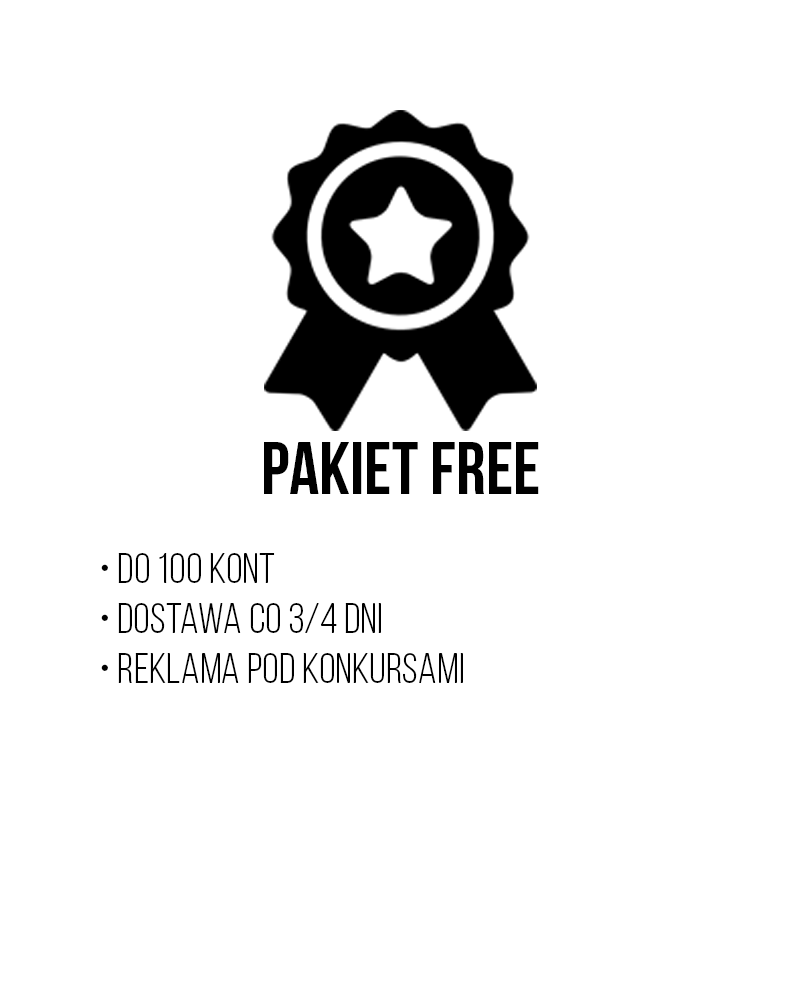 PAKIET FREE
• DO 100 KONT
• DOSTAWA CO 3/4 DNI
• REKLAMA POD KONKURSAMI